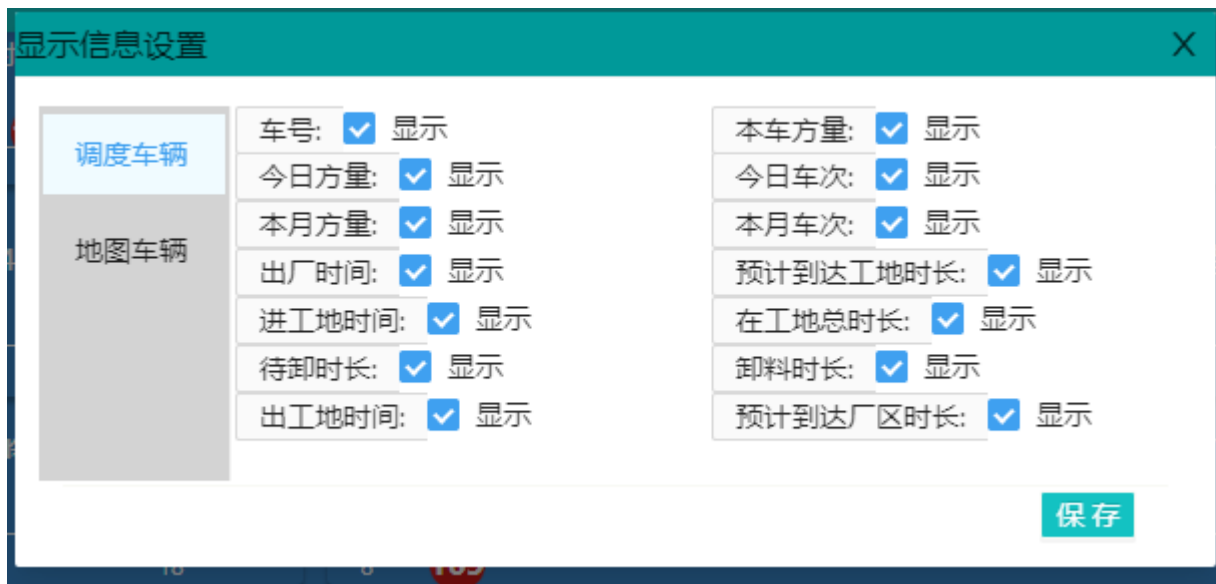 显示信息设置 X
调度车辆
地图车辆
车号: 显示 本车方量: 显示
今日方量: 显示 今日车次: 显示
本月方量: 显示 本月车次: 显示
出厂时间: 显示 预计到达工地时长: 显示
进工地时间: 显示 在工地总时长: 显示
待卸时长: 显示 卸料时长: 显示
出工地时间: 显示 预计到达厂区时长: 显示
保存